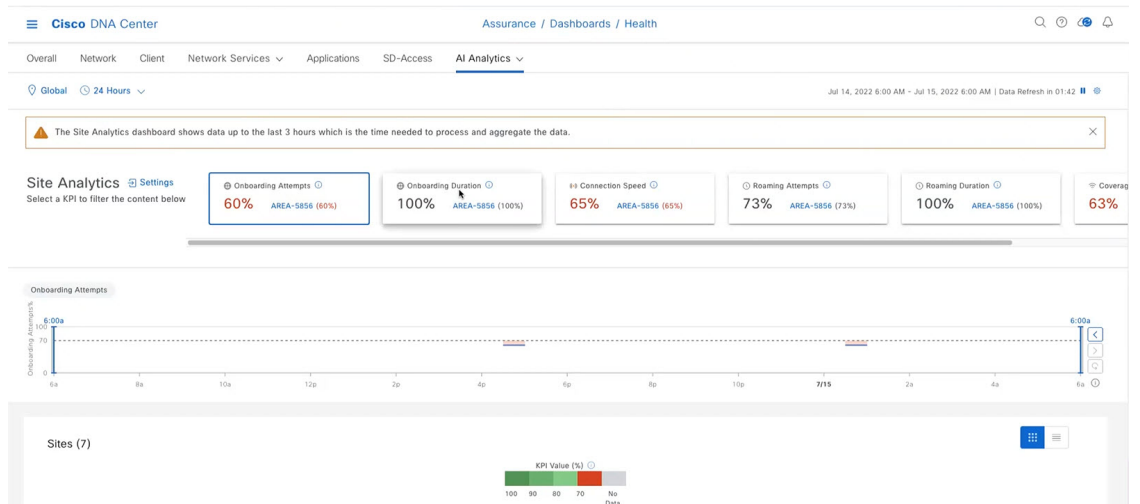 Cisco DNA Center
Assurance / Dashboards / Health
Overall Network Client Network Services Applications SD-Access AI Analytics
Global 24 Hours
Jul 14, 2022 6:00 AM - Jul 15, 2022 6:00 AM | Data Refresh in 01:42
The Site Analytics dashboard shows data up to the last 3 hours which is the time needed to process and aggregate the data.
Site Analytics Settings
Select a KPI to filter the content below
Onboarding Attempts
60% AREA-5856 (60%)
Onboarding Duration
100% AREA-5856 (100%)
Connection Speed
65% AREA-5856 (65%)
Roaming Attempts
73% AREA-5856 (73%)
Roaming Duration
100% AREA-5856 (100%)
Coverag
63%
Onboarding Attempts
Onboarding Attempts%
6:00a 6:00a
100
70
0
6a 8a 10a 12p 2p 4p 6p 8p 10p 7/15 2a 4a 6a
Sites (7)
KPI Value (%)
100 90 80 70 No
Data